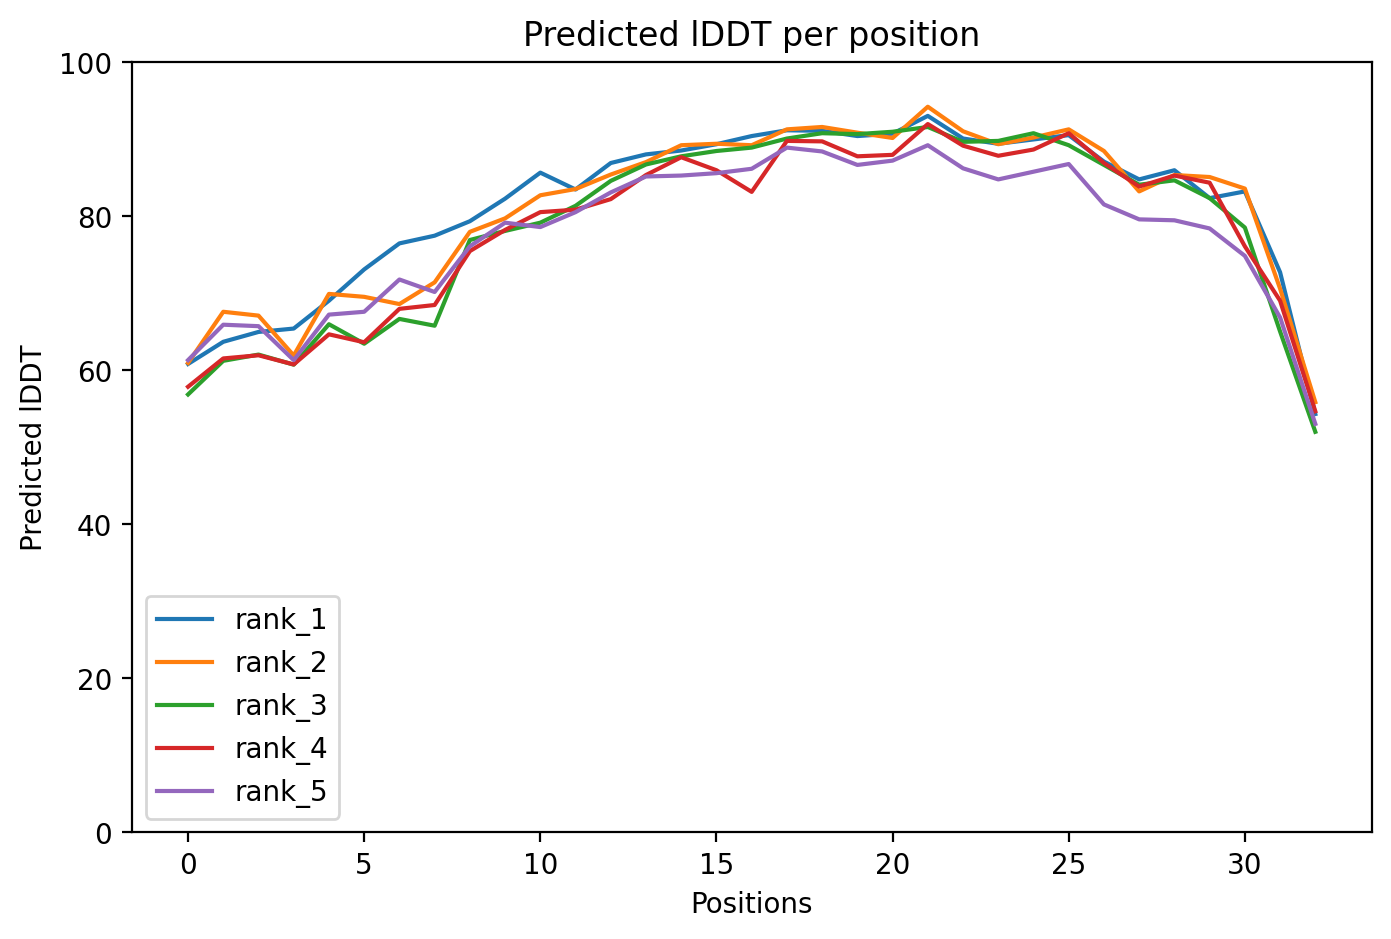 Predicted lDDT per position
Predicted lDDT
100
80
60
40
20
0
rank_1
rank_2
rank_3
rank_4
rank_5
0 5 10 15 20 25 30
Positions